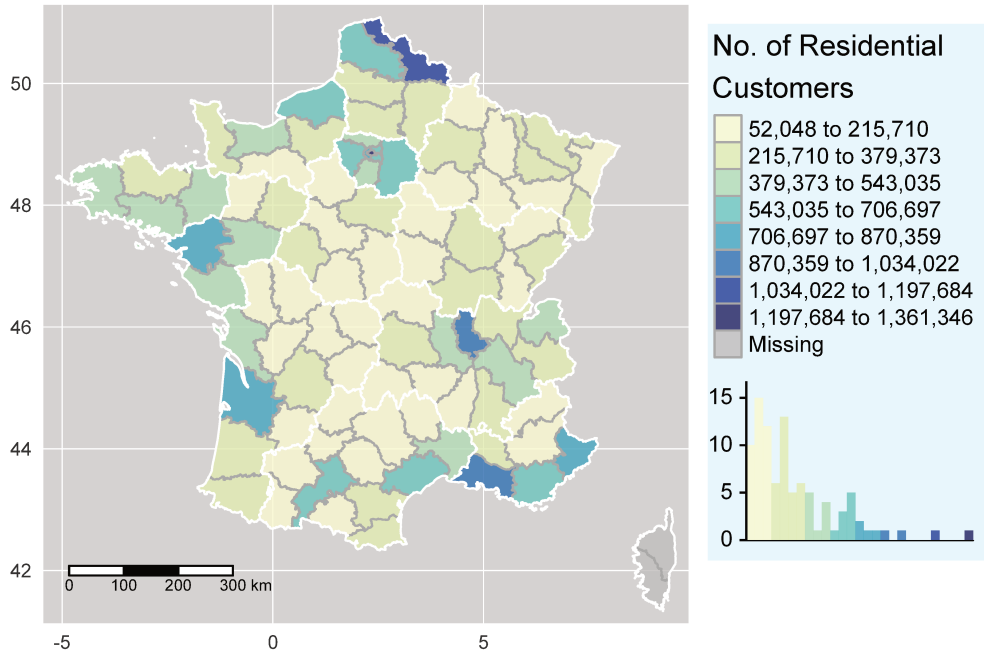 No. of Residential
Customers
52,048 to 215,710
215,710 to 379,373
379,373 to 543,035
543,035 to 706,697
706,697 to 870,359
870,359 to 1,034,022
1,034,022 to 1,197,684
1,197,684 to 1,361,346
Missing
15
10
5
0
50
48
46
44
42
0 100 200 300 km
-5 0 5